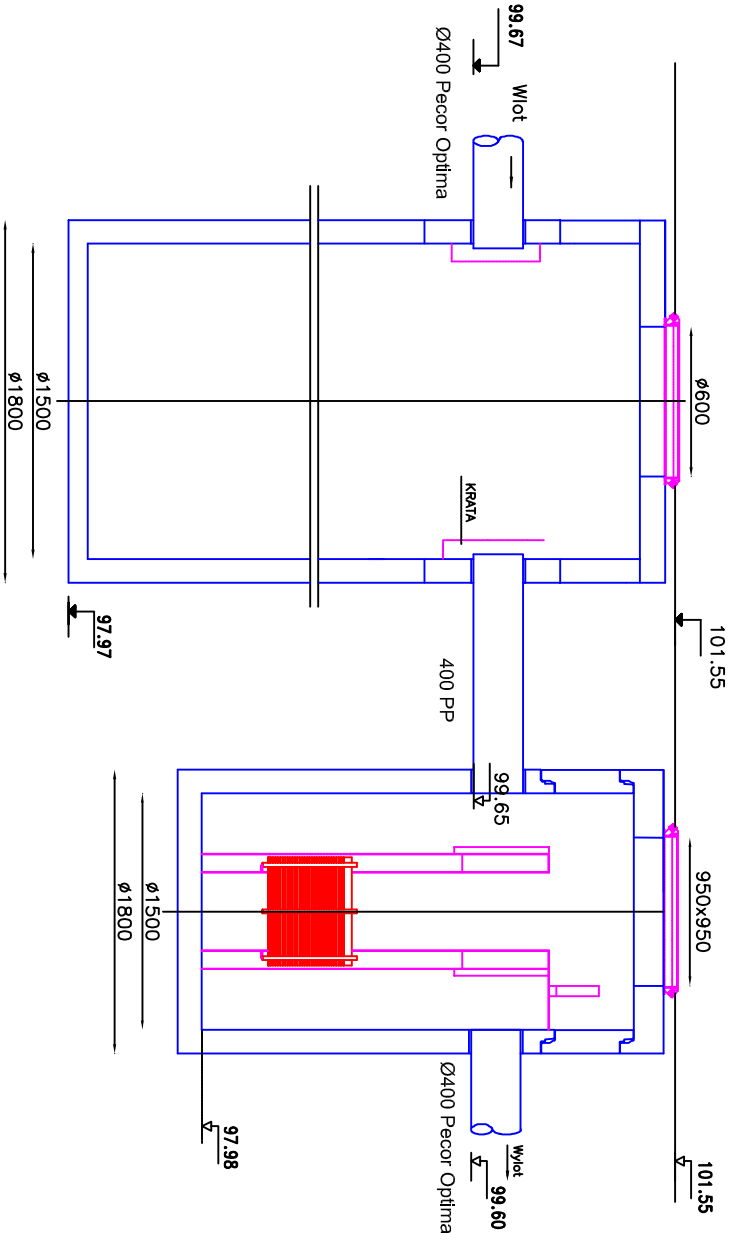 99.67
Wlot
Ø400 Pecor Optima
ø600
KRATA
ø1500
ø1800
97.97
101.55
400 PP
99.65
950x950
ø1500
ø1800
97.98
Ø400 Pecor Optima
Wylot
99.60
101.55